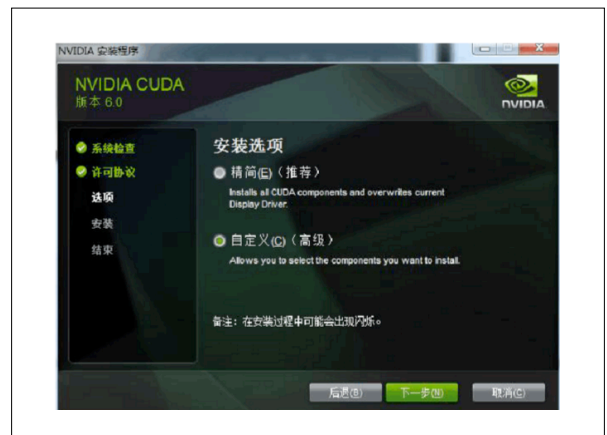 NVIDIA 安装程序
NVIDIA CUDA
版本 6.0
NVIDIA
系统检查
许可协议
选项
安装
结束
安装选项
精简(E)（推荐）
Installs all CUDA components and overwrites current
Display Driver.
自定义(C)（高级）
Allows you to select the components you want to install.
备注：在安装过程中可能会出现闪烁。
后退(B)
下一步(N)
取消(C)